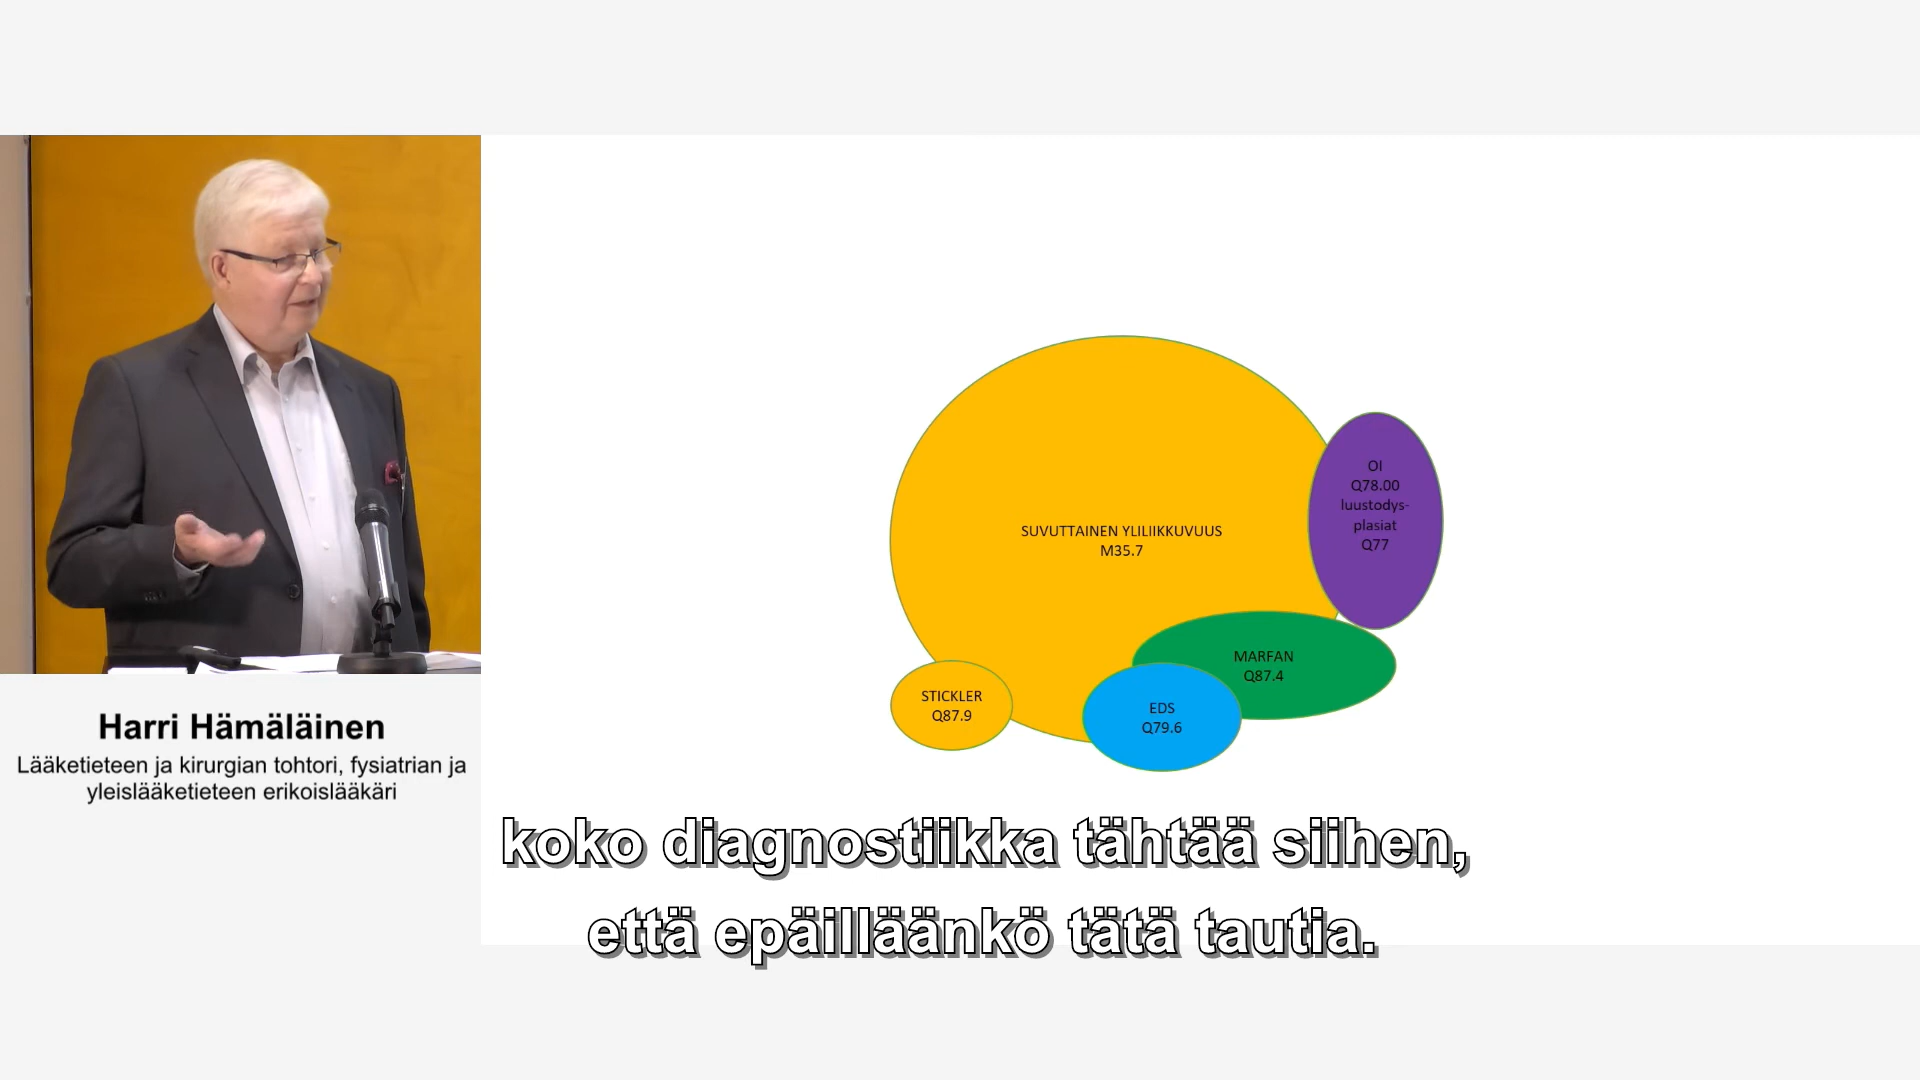 Harri Hämäläinen
Lääketieteen ja kirurgian tohtori, fysiatrian ja
yleislääketieteen erikoislääkäri
SUVUTTAINEN YLILIIKKUVUUS
M35.7
OI
Q78.00
luustodys-
plasiat
Q77
MARFAN
Q87.4
STICKLER
Q87.9
EDS
Q79.6
koko diagnostiikka tähtää siihen,
että epäilläänkö tätä tautia.